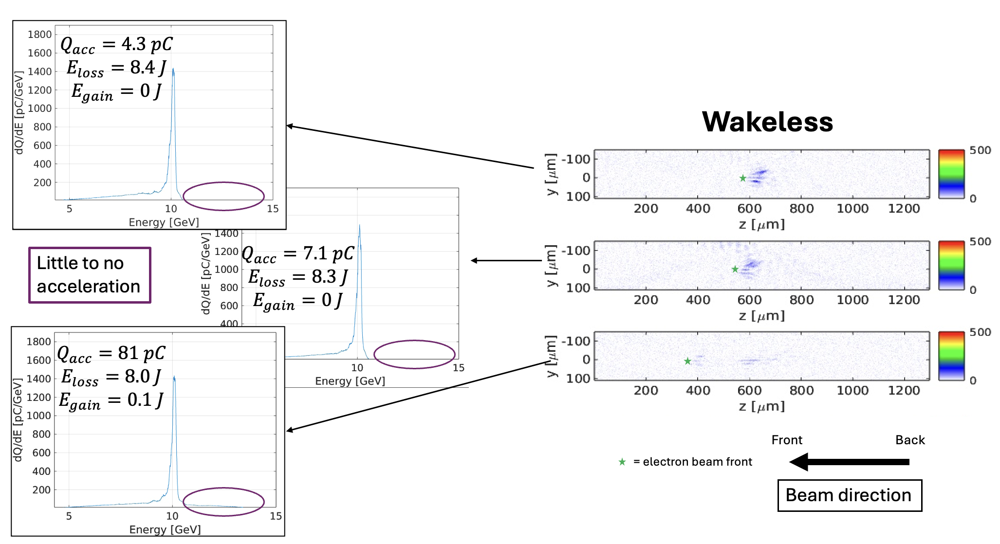 1800
1600
1400
1200
1000
800
600
400
200
dQ/dE [pC/GeV]
Q_acc = 4.3 pC
E_loss = 8.4 J
E_gain = 0 J
5 10 15
Energy [GeV]
Little to no
acceleration
1400
1200
1000
800
600
400
dQ/dE [pC/GeV]
Q_acc = 7.1 pC
E_loss = 8.3 J
E_gain = 0 J
10 15
Energy [GeV]
1800
1600
1400
1200
1000
800
600
400
200
dQ/dE [pC/GeV]
Q_acc = 81 pC
E_loss = 8.0 J
E_gain = 0.1 J
5 10 15
Energy [GeV]
Wakeless
y [μm]
-100
0
100
200 400 600 800 1000 1200
z [μm]
500
0
y [μm]
-100
0
100
200 400 600 800 1000 1200
z [μm]
500
0
y [μm]
-100
0
100
200 400 600 800 1000 1200
z [μm]
500
0
Front Back
★ = electron beam front
Beam direction